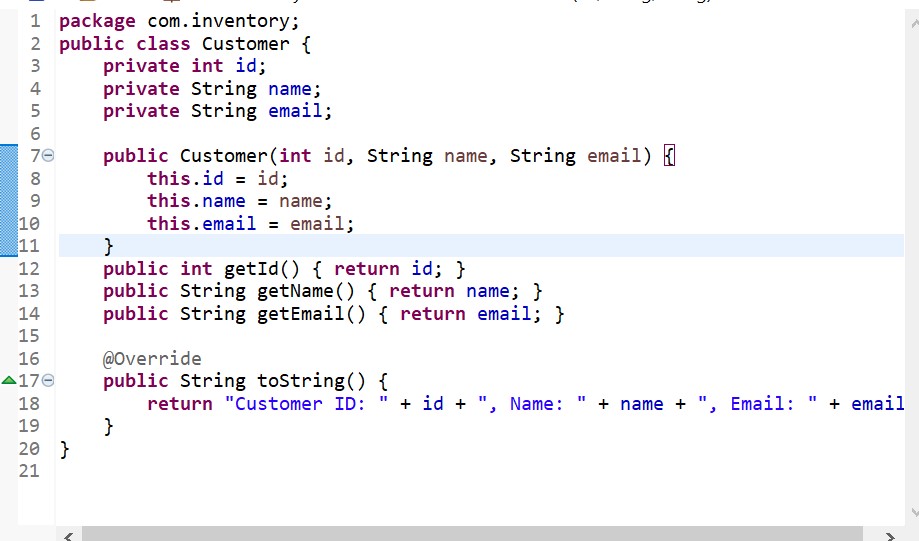 1 package com.inventory;
2 public class Customer {
3     private int id;
4     private String name;
5     private String email;
6
7     public Customer(int id, String name, String email) {
8         this.id = id;
9         this.name = name;
10         this.email = email;
11     }
12     public int getId() { return id; }
13     public String getName() { return name; }
14     public String getEmail() { return email; }
15
16     @Override
17     public String toString() {
18         return "Customer ID: " + id + ", Name: " + name + ", Email: " + email
19     }
20 }
21